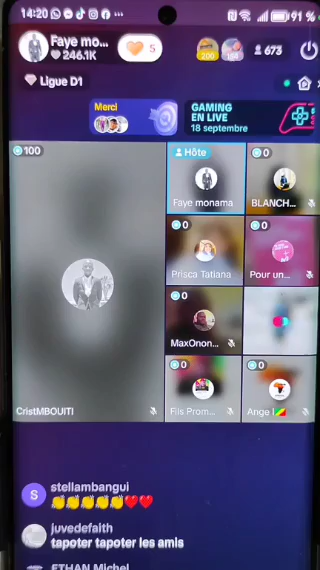 14:20
91 %
Faye mo...
246.1K
5
200
673
Ligue D1
Merci
GAMING
EN LIVE
18 septembre
100
Hôte
0
Faye monama
BLANCH...
0
0
Prisca Tatiana
Pour un...
0
MaxOnon...
0
0
CristMBOUITI
Fils Prom...
Ange I
S
stellambangui
juvedefaith
tapoter tapoter les amis
ETHAN Michel